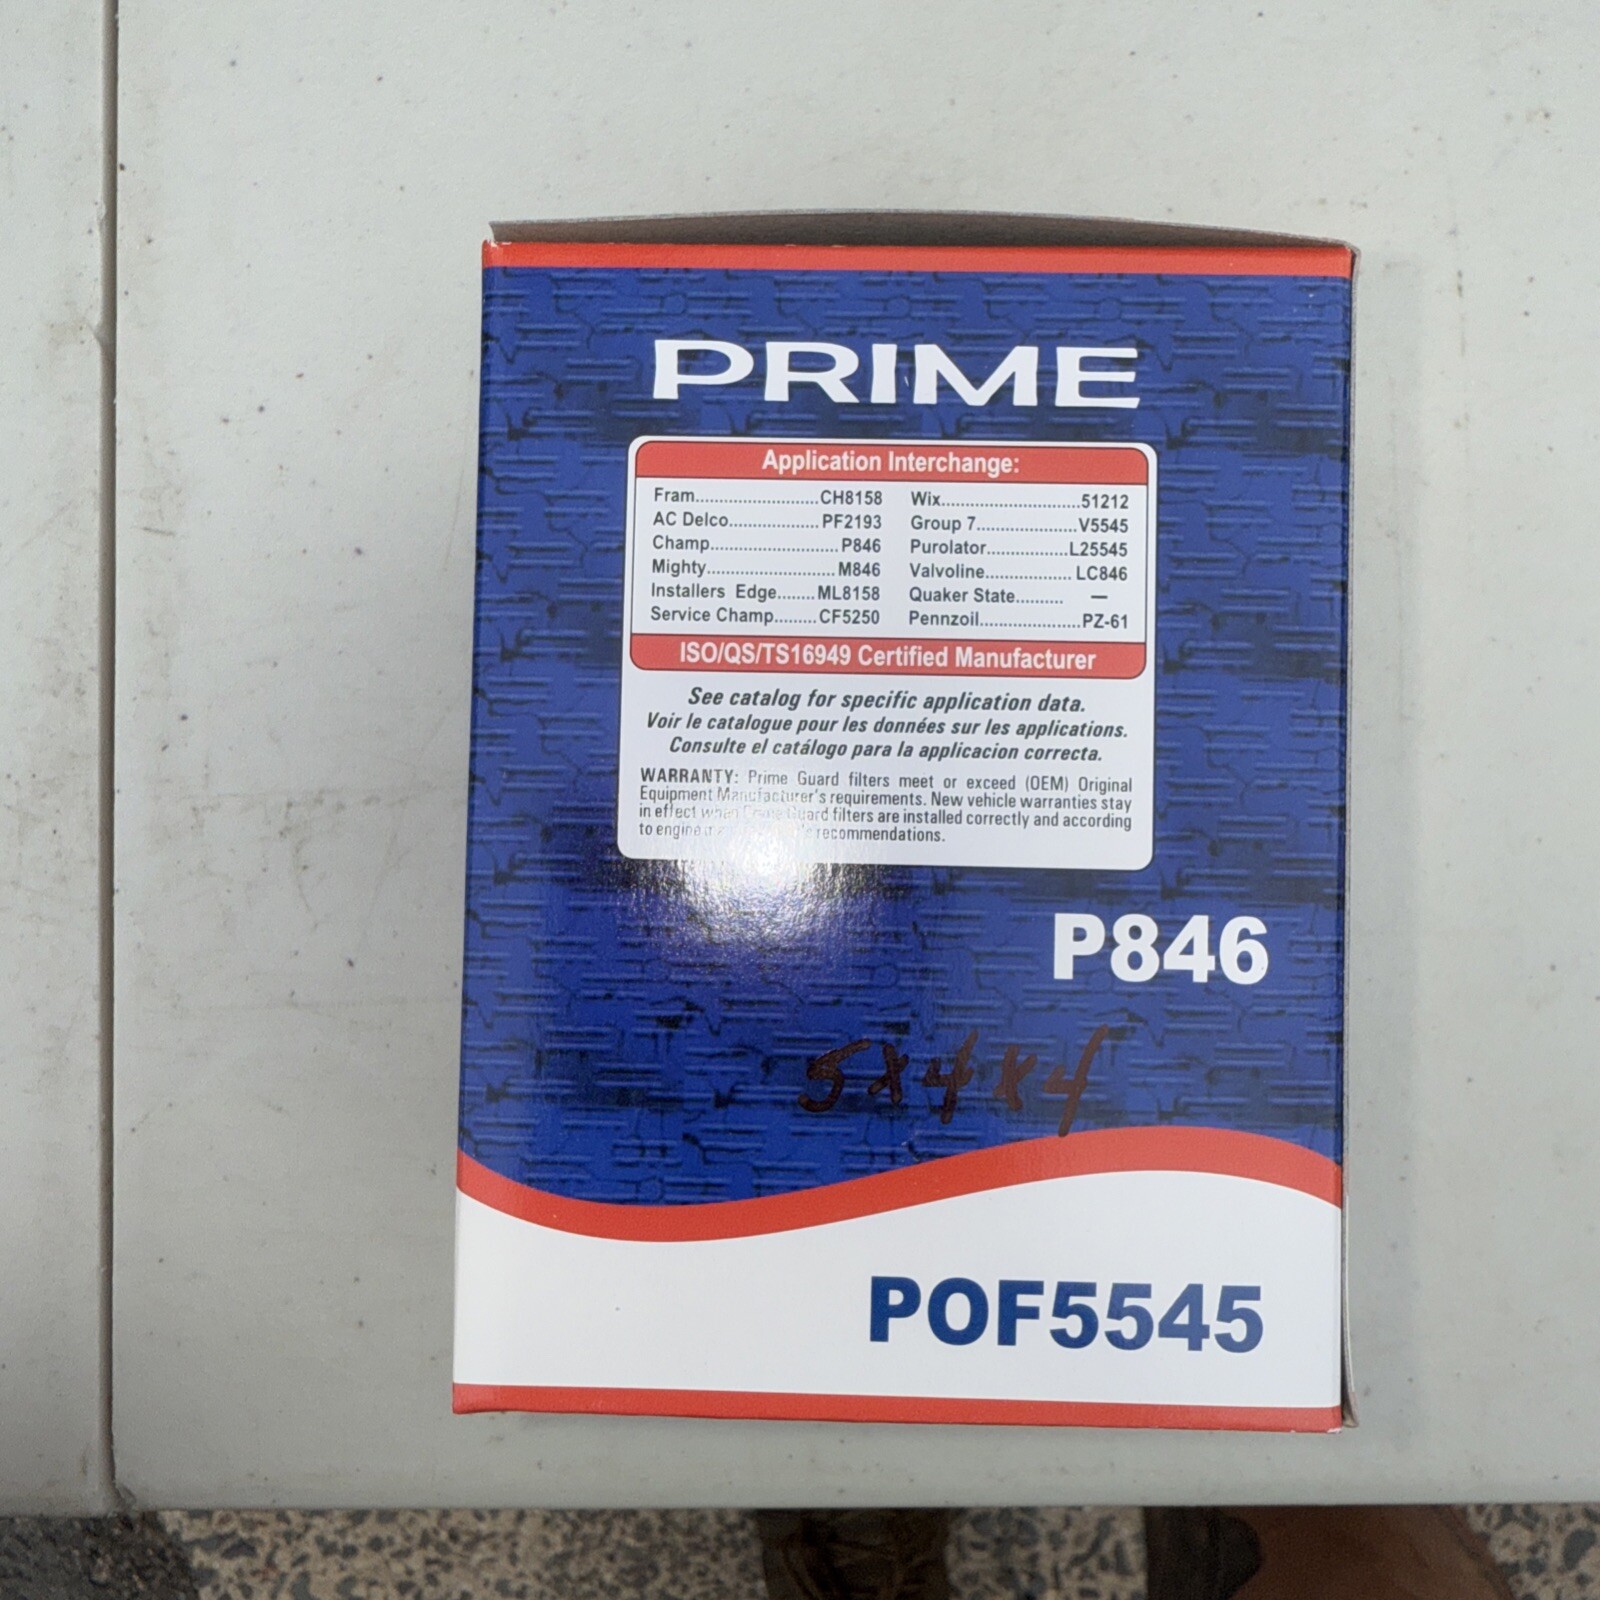 PRIME
Application Interchange:
Fram.........................CH8158
AC Delco..................PF2193
Champ..........................P846
Mighty..........................M846
Installers Edge........ML8158
Service Champ.........CF5250
Wix.............................51212
Group 7.....................V5545
Purolator.................L25545
Valvoline.................. LC846
Quaker State.......... —
Pennzoil.....................PZ-61
ISO/QS/TS16949 Certified Manufacturer
See catalog for specific application data.
Voir le catalogue pour les données sur les applications.
Consulte el catálogo para la applicacion correcta.
WARRANTY: Prime Guard filters meet or exceed (OEM) Original
Equipment Manufacturer's requirements. New vehicle warranties stay
in effect when Prime Guard filters are installed correctly and according
to engine recommendations.
P846
5x4x4
POF5545